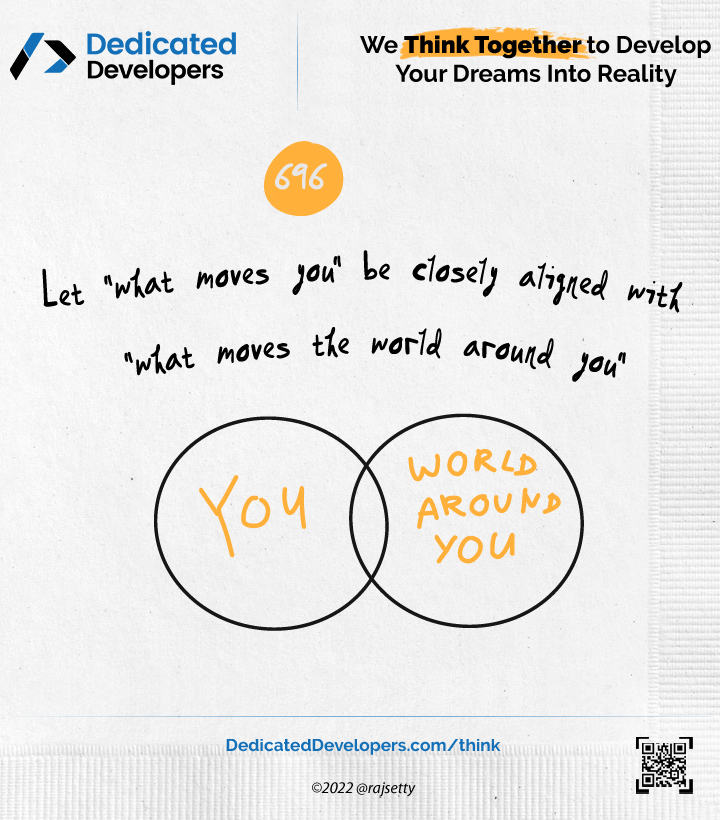 Dedicated
Developers
We Think Together to Develop
Your Dreams Into Reality
696
Let "what moves you" be closely aligned with
"what moves the world around you"
YOU
WORLD
AROUND
YOU
DedicatedDevelopers.com/think
©2022 @rajsetty